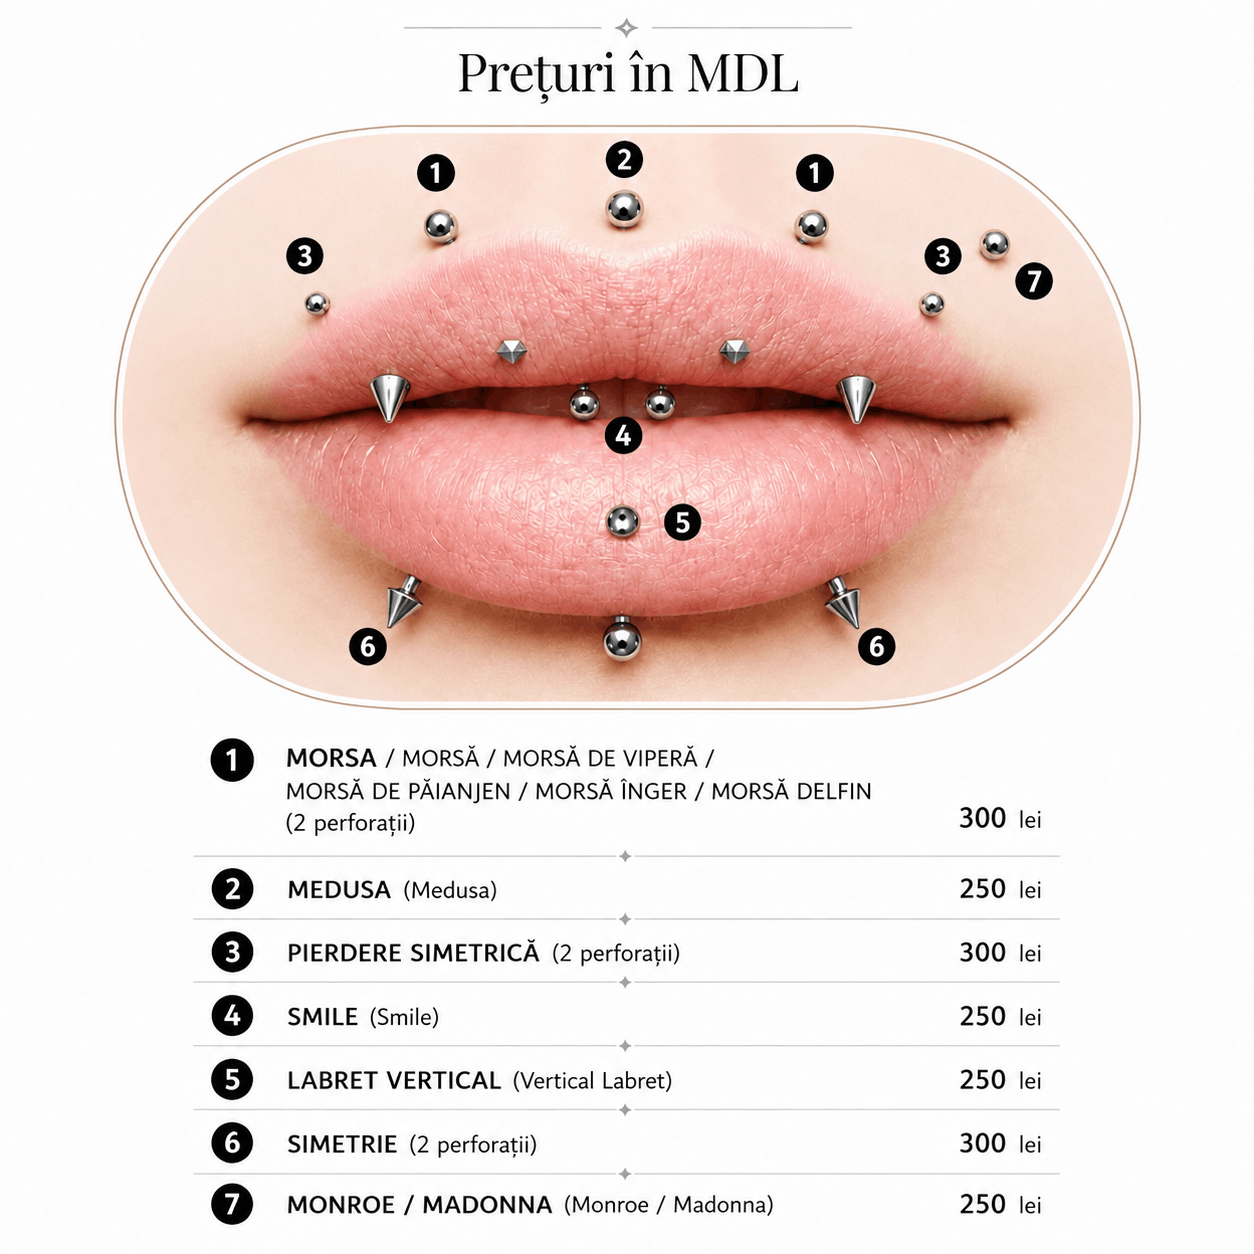 Prețuri în MDL
1
2
1
3
3
7
4
5
6
6
1 MORSA / MORSĂ / MORSĂ DE VIPERĂ /
MORSĂ DE PĂIANJEN / MORSĂ ÎNGER / MORSĂ DELFIN
(2 perforații) 300 lei
2 MEDUSA (Medusa) 250 lei
3 PIERDERE SIMETRICĂ (2 perforații) 300 lei
4 SMILE (Smile) 250 lei
5 LABRET VERTICAL (Vertical Labret) 250 lei
6 SIMETRIE (2 perforații) 300 lei
7 MONROE / MADONNA (Monroe / Madonna) 250 lei